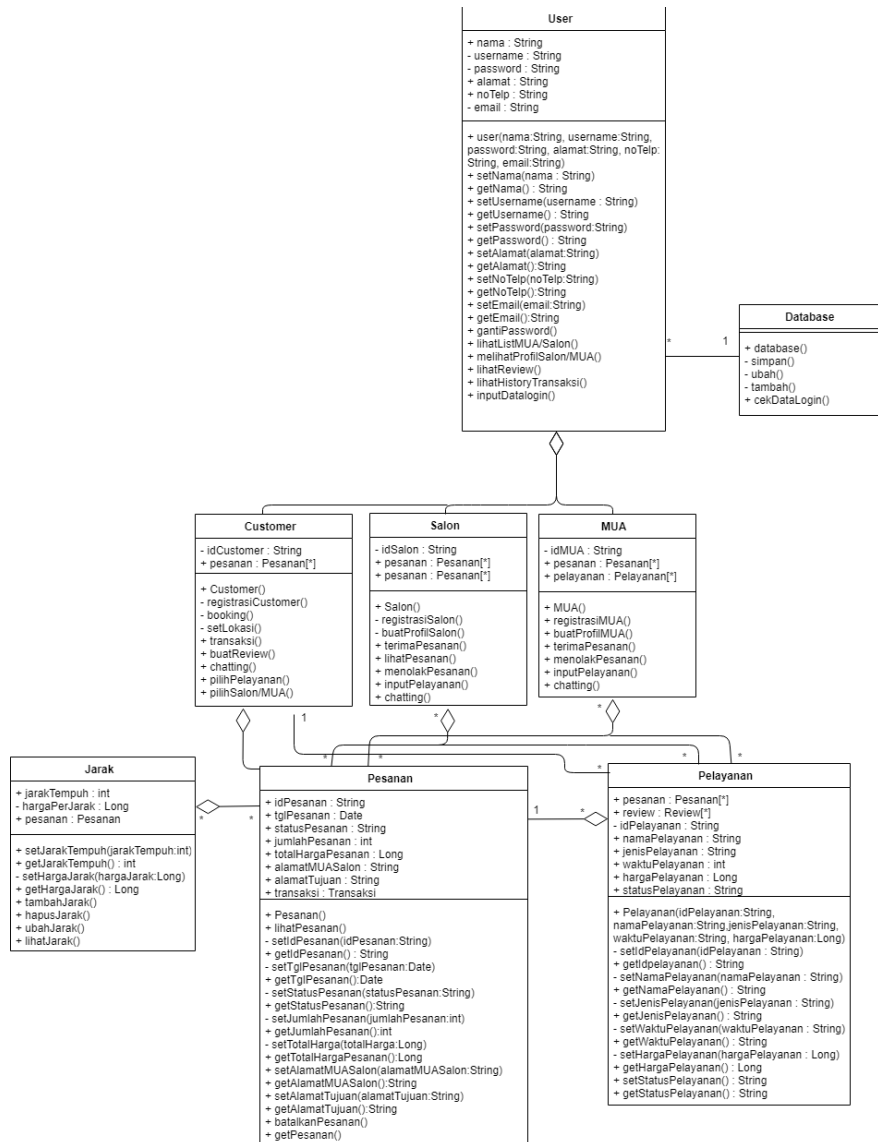 User
+ nama : String
- username : String
- password : String
+ alamat : String
+ noTelp : String
- email : String
+ user(nama:String, username:String,
password:String, alamat:String, noTelp:
String, email:String)
+ setNama(nama : String)
+ getNama() : String
+ setUsername(username : String)
+ getUsername() : String
+ setPassword(password:String)
+ getPassword() : String
+ setAlamat(alamat:String)
+ getAlamat():String
+ setNoTelp(noTelp:String)
+ getNoTelp():String
+ setEmail(email:String)
+ getEmail():String
+ gantiPassword()
+ lihatListMUA/Salon()
+ melihatProfilSalon/MUA()
+ lihatReview()
+ lihatHistoryTransaksi()
+ inputDatalogin()
*
1
Database
+ database()
- simpan()
- ubah()
- tambah()
+ cekDataLogin()
Customer
- idCustomer : String
+ pesanan : Pesanan[*]
+ Customer()
- registrasiCustomer()
- booking()
- setLokasi()
+ transaksi()
+ buatReview()
+ chatting()
+ pilihPelayanan()
+ pilihSalon/MUA()
Salon
- idSalon : String
+ pesanan : Pesanan[*]
+ pesanan : Pesanan[*]
+ Salon()
- registrasiSalon()
- buatProfilSalon()
+ terimaPesanan()
+ lihatPesanan()
+ menolakPesanan()
+ inputPelayanan()
+ chatting()
MUA
- idMUA : String
+ pesanan : Pesanan[*]
+ pelayanan : Pelayanan[*]
+ MUA()
+ registrasiMUA()
+ buatProfilMUA()
+ terimaPesanan()
+ menolakPesanan()
+ inputPelayanan()
+ chatting()
1
*
*
*
*
*
*
*
Jarak
+ jarakTempuh : int
- hargaPerJarak : Long
+ pesanan : Pesanan
+ setJarakTempuh(jarakTempuh:int)
+ getJarakTempuh() : int
- setHargaJarak(hargaJarak:Long)
+ getHargaJarak() : Long
+ tambahJarak()
+ hapusJarak()
+ ubahJarak()
+ lihatJarak()
*
*
Pesanan
+ idPesanan : String
+ tglPesanan : Date
+ statusPesanan : String
+ jumlahPesanan : int
+ totalHargaPesanan : Long
+ alamatMUASalon : String
+ alamatTujuan : String
+ transaksi : Transaksi
+ Pesanan()
+ lihatPesanan()
- setIdPesanan(idPesanan:String)
+ getIdPesanan() : String
- setTglPesanan(tglPesanan:Date)
+ getTglPesanan():Date
- setStatusPesanan(statusPesanan:String)
+ getStatusPesanan():String
- setJumlahPesanan(jumlahPesanan:int)
+ getJumlahPesanan():int
- setTotalHarga(totalHarga:Long)
+ getTotalHargaPesanan():Long
+ setAlamatMUASalon(alamatMUASalon:String)
+ getAlamatMUASalon():String
+ setAlamatTujuan(alamatTujuan:String)
+ getAlamatTujuan():String
+ batalkanPesanan()
+ getPesanan()
1
*
Pelayanan
+ pesanan : Pesanan[*]
+ review : Review[*]
- idPelayanan : String
+ namaPelayanan : String
+ jenisPelayanan : String
+ waktuPelayanan : int
+ hargaPelayanan : Long
+ statusPelayanan : String
+ Pelayanan(idPelayanan:String,
namaPelayanan:String,jenisPelayanan:String,
waktuPelayanan:String, hargaPelayanan:Long)
- setIdPelayanan(idPelayanan : String)
+ getIdpelayanan() : String
- setNamaPelayanan(namaPelayanan : String)
+ getNamaPelayanan() : String
- setJenisPelayanan(jenisPelayanan : String)
+ getJenisPelayanan() : String
- setWaktuPelayanan(waktuPelayanan : String)
+ getWaktuPelayanan() : String
- setHargaPelayanan(hargaPelayanan : Long)
+ getHargaPelayanan() : Long
+ setStatusPelayanan() : String
+ getStatusPelayanan() : String